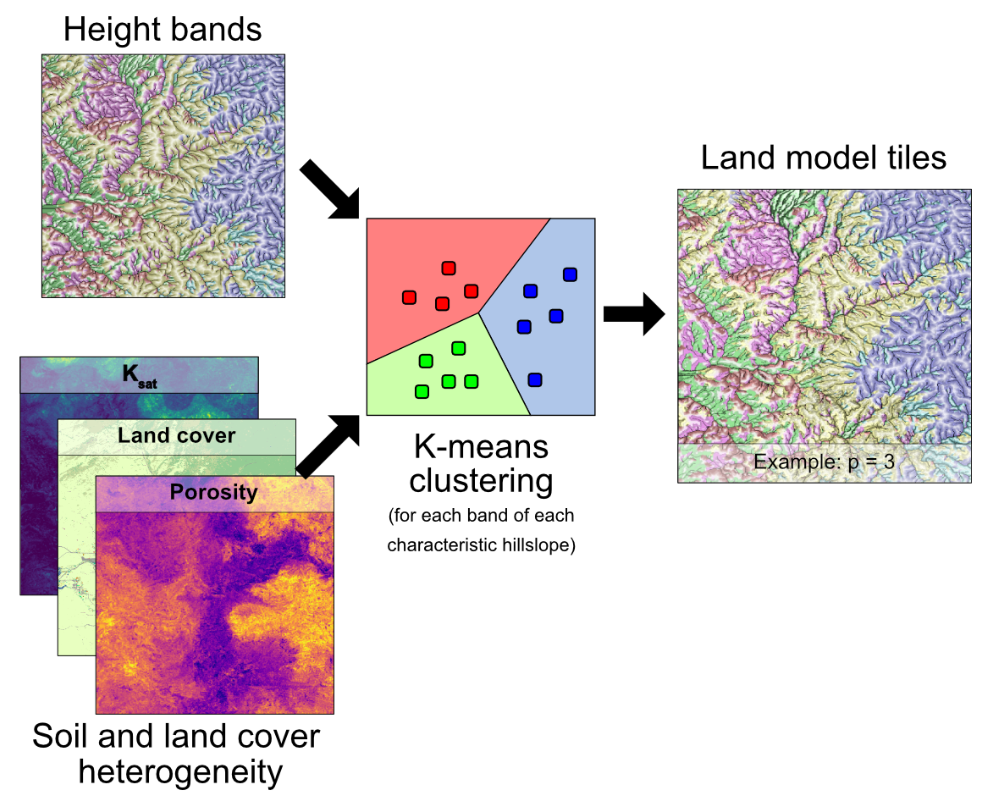 Height bands
Land model tiles
K-means
clustering
(for each band of each
characteristic hillslope)
Example: p = 3
Ksat
Land cover
Porosity
Soil and land cover
heterogeneity